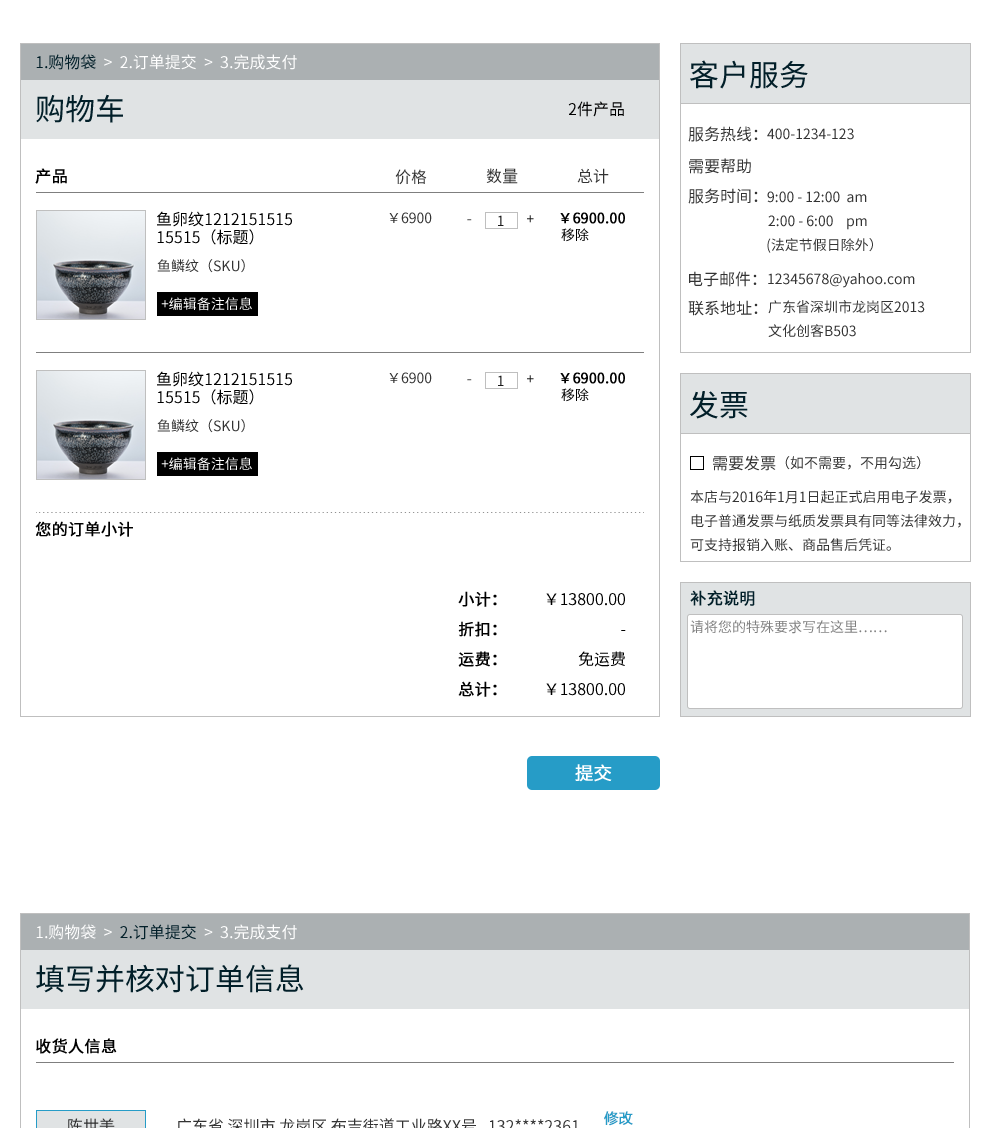 1.购物袋 > 2.订单提交 > 3.完成支付
购物车
2件产品
产品 价格 数量 总计
鱼卵纹1212151515
15515（标题）
鱼鳞纹（SKU）
+编辑备注信息
￥6900 - 1 + ￥6900.00
移除
鱼卵纹1212151515
15515（标题）
鱼鳞纹（SKU）
+编辑备注信息
￥6900 - 1 + ￥6900.00
移除
您的订单小计
小计： ￥13800.00
折扣： -
运费： 免运费
总计： ￥13800.00
提交
客户服务
服务热线：400-1234-123
需要帮助
服务时间：9:00 - 12:00 am
2:00 - 6:00 pm
(法定节假日除外）
电子邮件：12345678@yahoo.com
联系地址：广东省深圳市龙岗区2013
文化创客B503
发票
需要发票（如不需要，不用勾选）
本店与2016年1月1日起正式启用电子发票，
电子普通发票与纸质发票具有同等法律效力，
可支持报销入账、商品售后凭证。
补充说明
请将您的特殊要求写在这里……
1.购物袋 > 2.订单提交 > 3.完成支付
填写并核对订单信息
收货人信息
陈世美 广东省 深圳市 龙岗区 布吉街道工业路XX号 132****2361 修改